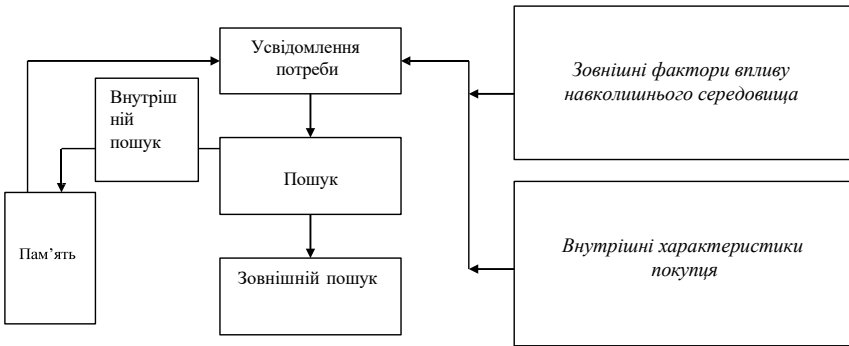 Усвідомлення
потреби
Зовнішні фактори впливу
навколишнього середовища
Внутріш
ній
пошук
Пошук
Пам’ять
Внутрішні характеристики
покупця
Зовнішній пошук